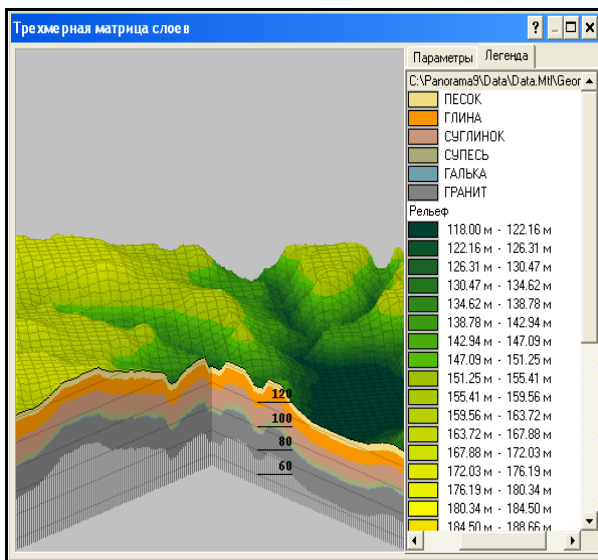 Трехмерная матрица слоев
Параметры Легенда
C:\Panorama9\Data\Data.Mtl\Geor
ПЕСОК
ГЛИНА
СУГЛИНОК
СУПЕСЬ
ГАЛЬКА
ГРАНИТ
Рельеф
118.00 м - 122.16 м
122.16 м - 126.31 м
126.31 м - 130.47 м
130.47 м - 134.62 м
134.62 м - 138.78 м
138.78 м - 142.94 м
142.94 м - 147.09 м
147.09 м - 151.25 м
151.25 м - 155.41 м
155.41 м - 159.56 м
159.56 м - 163.72 м
163.72 м - 167.88 м
167.88 м - 172.03 м
172.03 м - 176.19 м
176.19 м - 180.34 м
180.34 м - 184.50 м
184.50 м - 188.66 м
120
100
80
60